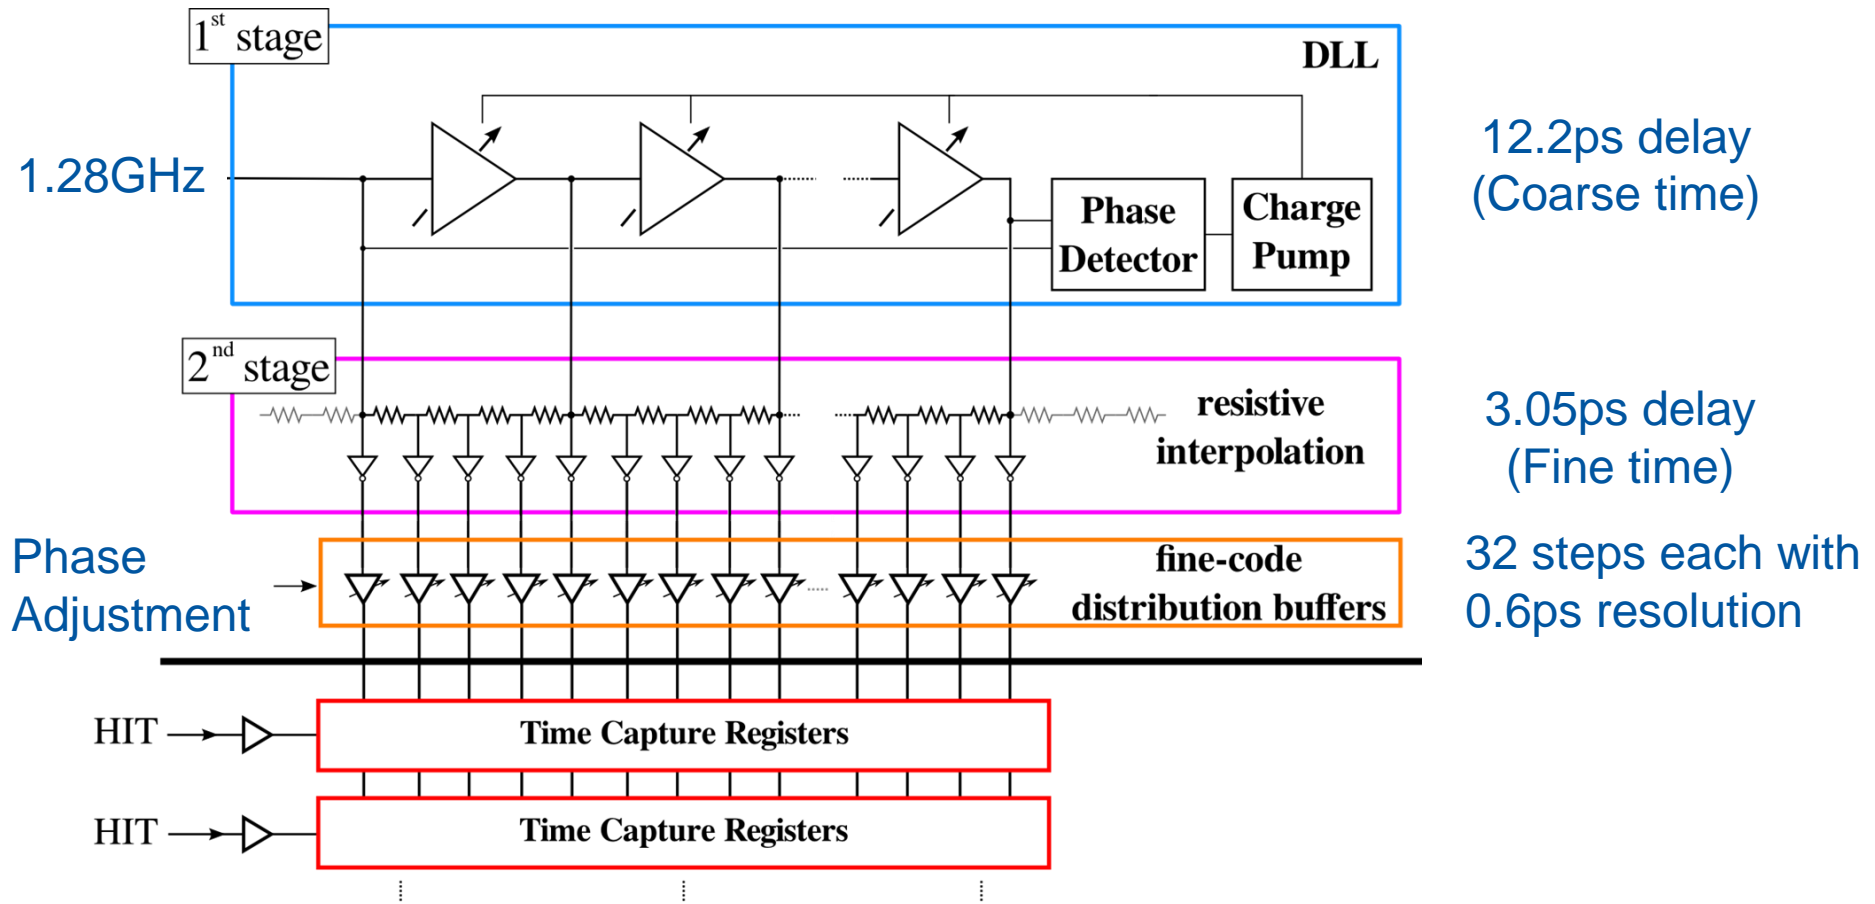 1st stage
DLL
1.28GHz
Phase
Detector
Charge
Pump
12.2ps delay
(Coarse time)
2nd stage
resistive
interpolation
3.05ps delay
(Fine time)
Phase
Adjustment
fine-code
distribution buffers
32 steps each with
0.6ps resolution
HIT
Time Capture Registers
HIT
Time Capture Registers